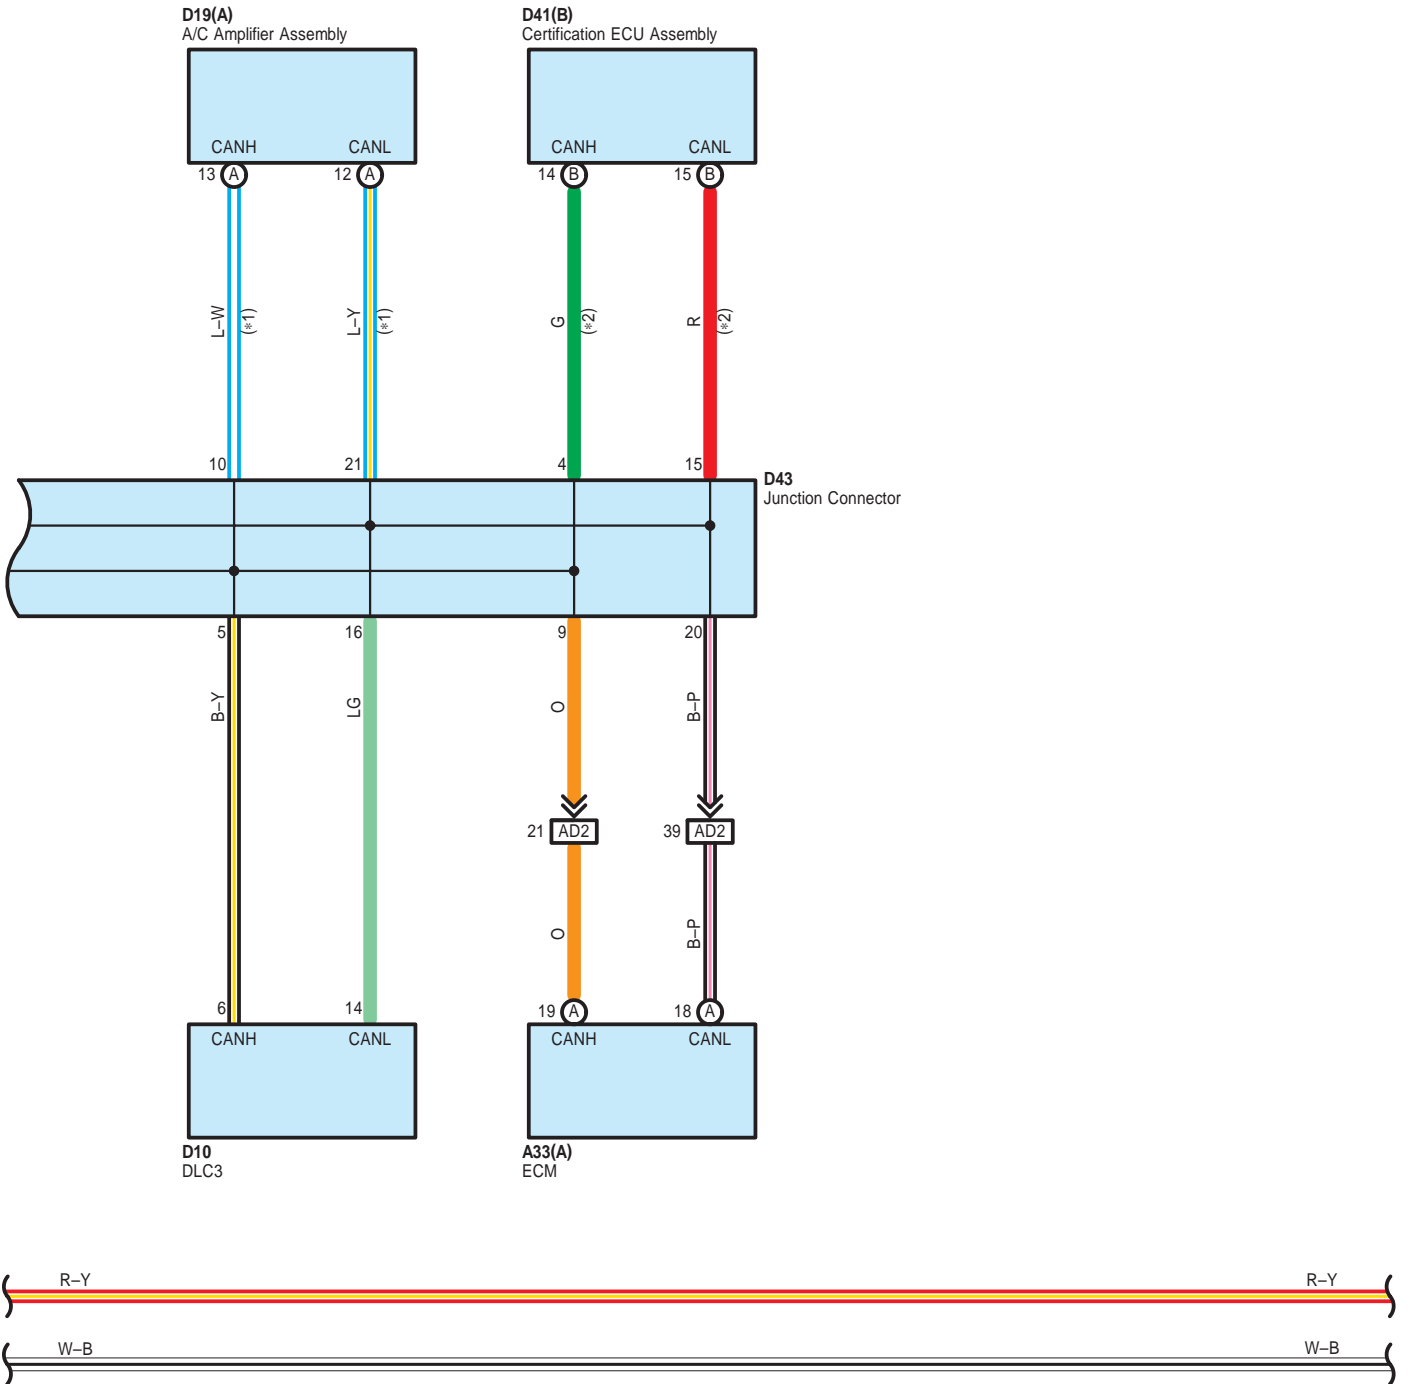 D19(A)
A/C Amplifier Assembly
D41(B)
Certification ECU Assembly
CANH
CANL
CANH
CANL
13 A
12 A
14 B
15 B
L–W
(*1)
L–Y
(*1)
G
(*2)
R
(*2)
10
21
4
15
D43
Junction Connector
5
16
9
20
B–Y
LG
O
B–P
21 AD2
39 AD2
O
B–P
6
14
19 A
18 A
CANH
CANL
CANH
CANL
D10
DLC3
A33(A)
ECM
R–Y
R–Y
W–B
W–B